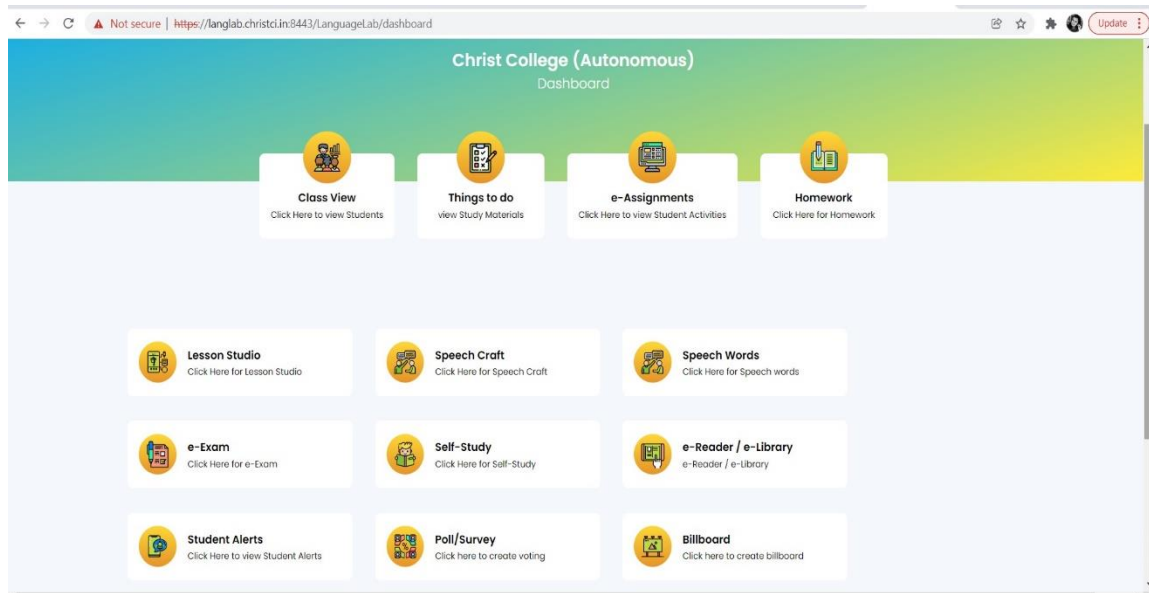 Not secure | https://langlab.christci.in:8443/LanguageLab/dashboard
Update
Christ College (Autonomous)
Dashboard
Class View
Click Here to view Students
Things to do
view Study Materials
e-Assignments
Click Here to view Student Activities
Homework
Click Here for Homework
Lesson Studio
Click Here for Lesson Studio
Speech Craft
Click Here for Speech Craft
Speech Words
Click Here for Speech words
e-Exam
Click Here for e-Exam
Self-Study
Click Here for Self-Study
e-Reader / e-Library
e-Reader / e-Library
Student Alerts
Click Here to view Student Alerts
Poll/Survey
Click here to create voting
Billboard
Click here to create billboard